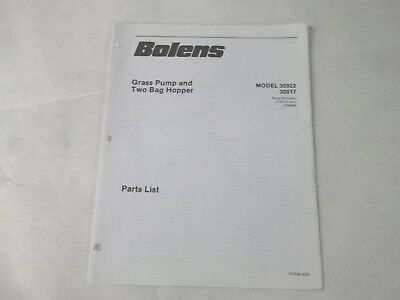 Bolens
Grass Pump and
Two Bag Hopper
MODEL 30922
30917
Parts List